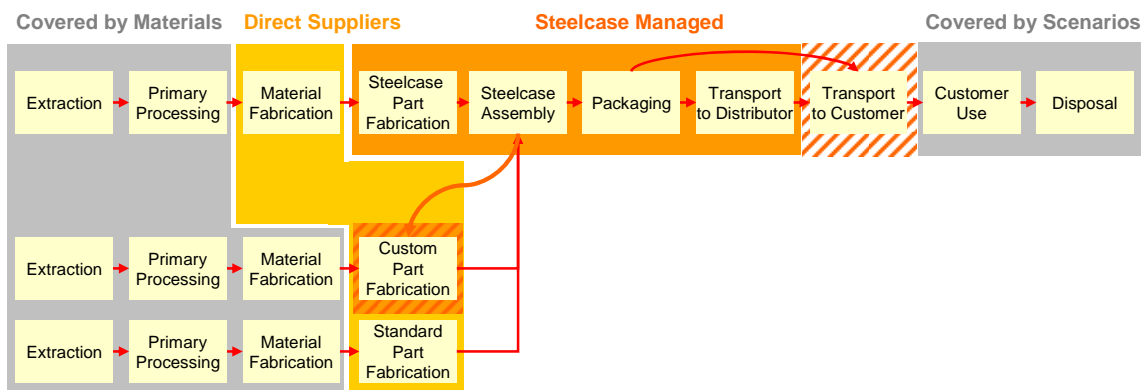 Covered by Materials
Direct Suppliers
Steelcase Managed
Covered by Scenarios
Extraction
Primary
Processing
Material
Fabrication
Steelcase
Part
Fabrication
Steelcase
Assembly
Packaging
Transport
to Distributor
Transport
to Customer
Customer
Use
Disposal
Extraction
Primary
Processing
Material
Fabrication
Custom
Part
Fabrication
Extraction
Primary
Processing
Material
Fabrication
Standard
Part
Fabrication